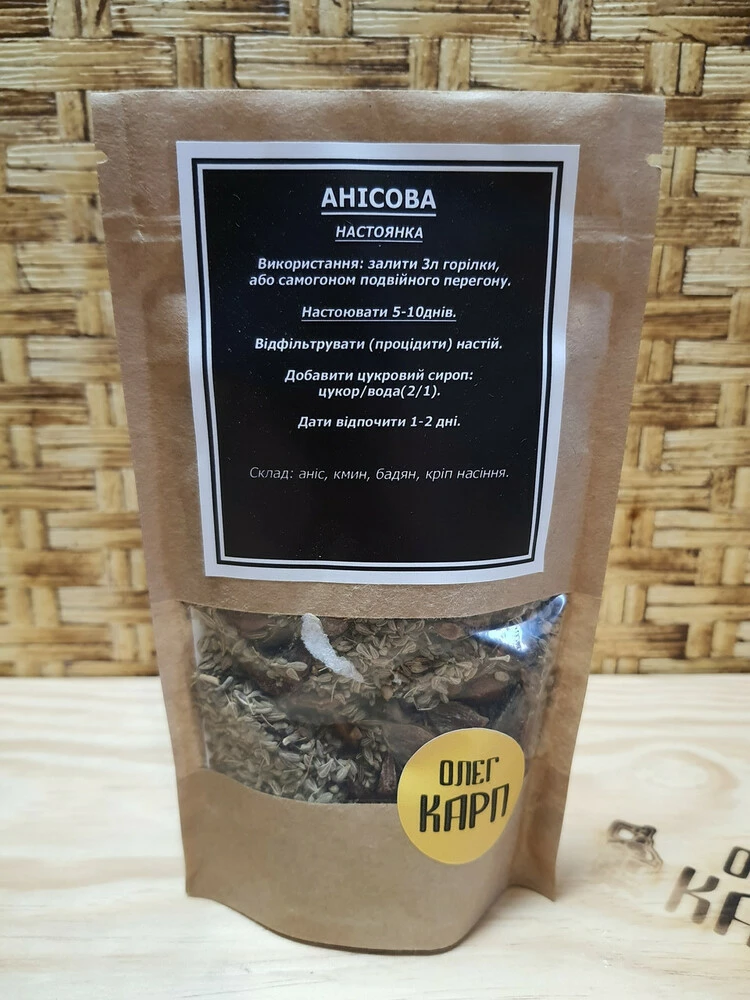 АНІСОВА
НАСТОЯНКА
Використання: залити 3л горілки,
або самогоном подвійного перегону.
Настоювати 5-10днів.
Відфільтрувати (процідити) настій.
Добавити цукровий сироп:
цукор/вода(2/1).
Дати відпочити 1-2 дні.
Склад: аніс, кмин, бадян, кріп насіння.
ОЛЕГ
КАРП